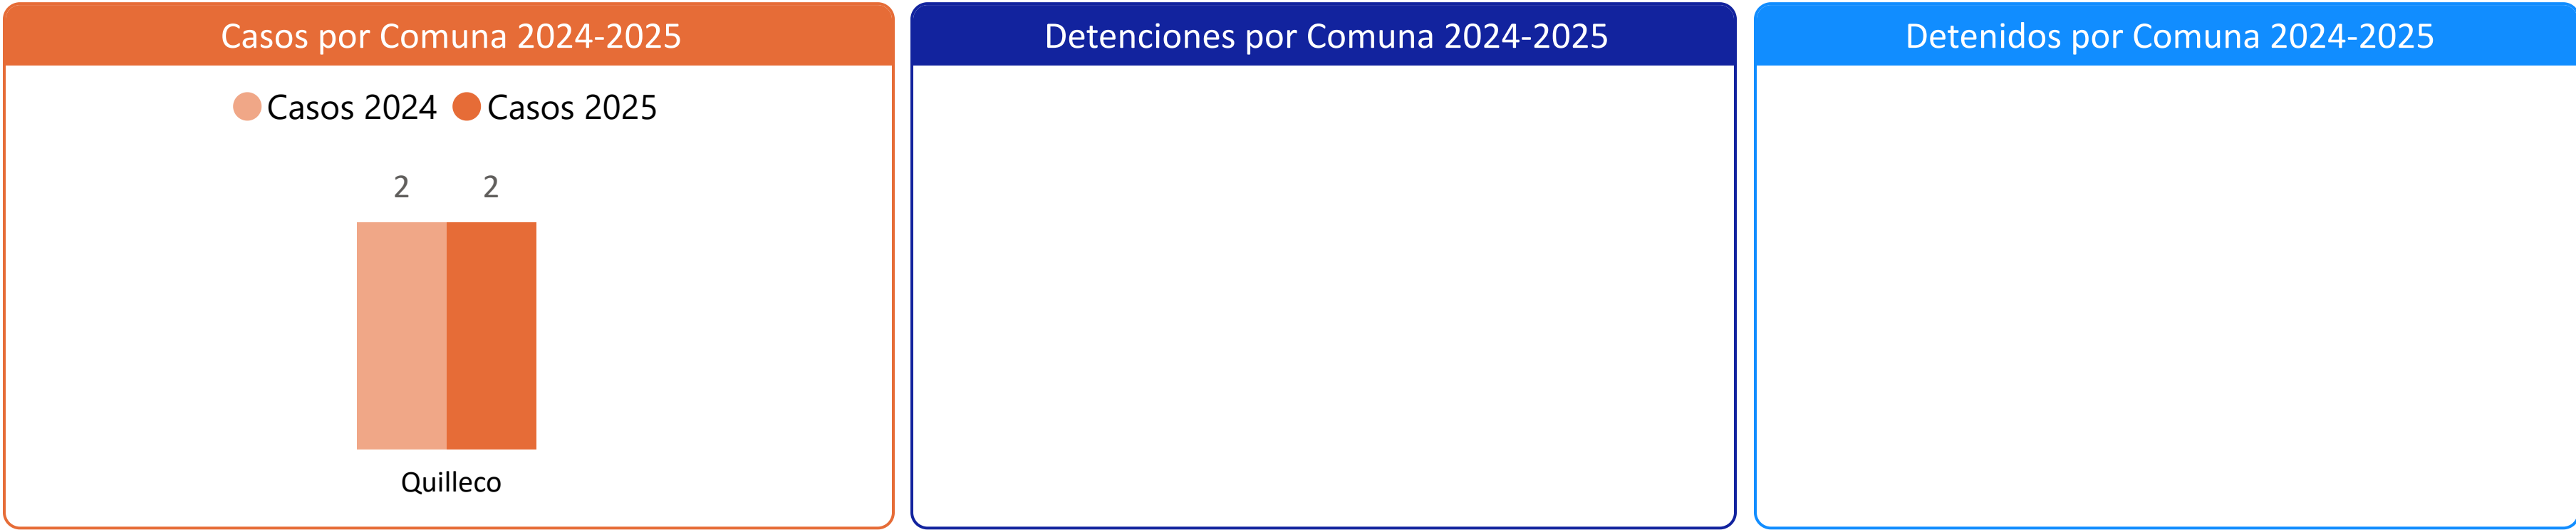 Casos por Comuna 2024-2025
Casos 2024 Casos 2025
2 2
Quilleco
Detenciones por Comuna 2024-2025
Detenidos por Comuna 2024-2025